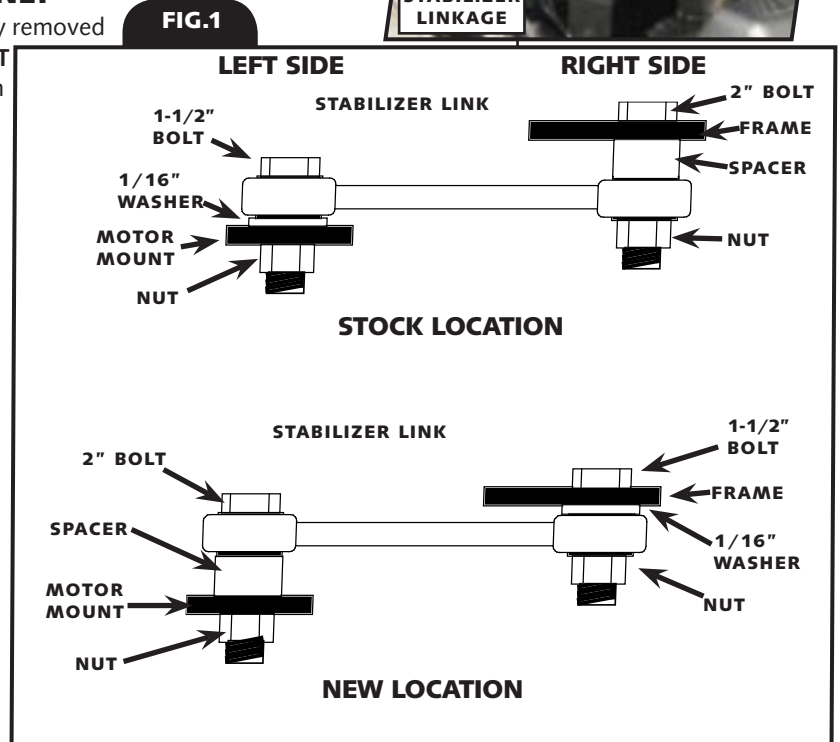 removed
FIG.1
LINKAGE
LEFT SIDE
RIGHT SIDE
STABILIZER LINK
2” BOLT
1-1/2”
BOLT
FRAME
SPACER
1/16”
WASHER
MOTOR
MOUNT
NUT
NUT
STOCK LOCATION
STABILIZER LINK
1-1/2”
BOLT
2” BOLT
FRAME
SPACER
1/16”
WASHER
MOTOR
MOUNT
NUT
NUT
NEW LOCATION